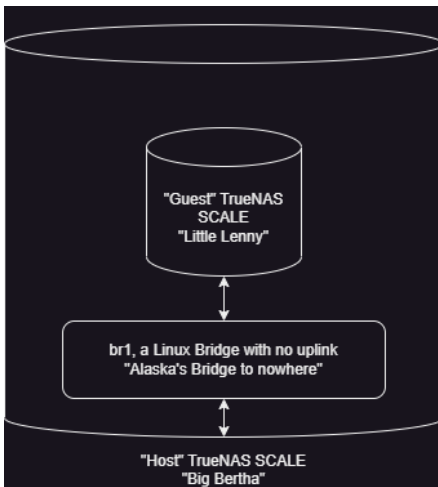 "Guest" TrueNAS
SCALE
"Little Lenny"
br1, a Linux Bridge with no uplink
"Alaska's Bridge to nowhere"
"Host" TrueNAS SCALE
"Big Bertha"